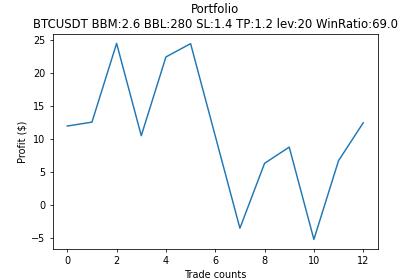 Portfolio
BTCUSDT BBM:2.6 BBL:280 SL:1.4 TP:1.2 lev:20 WinRatio:69.0
25
20
15
10
5
0
−5
Profit ($)
0 2 4 6 8 10 12
Trade counts